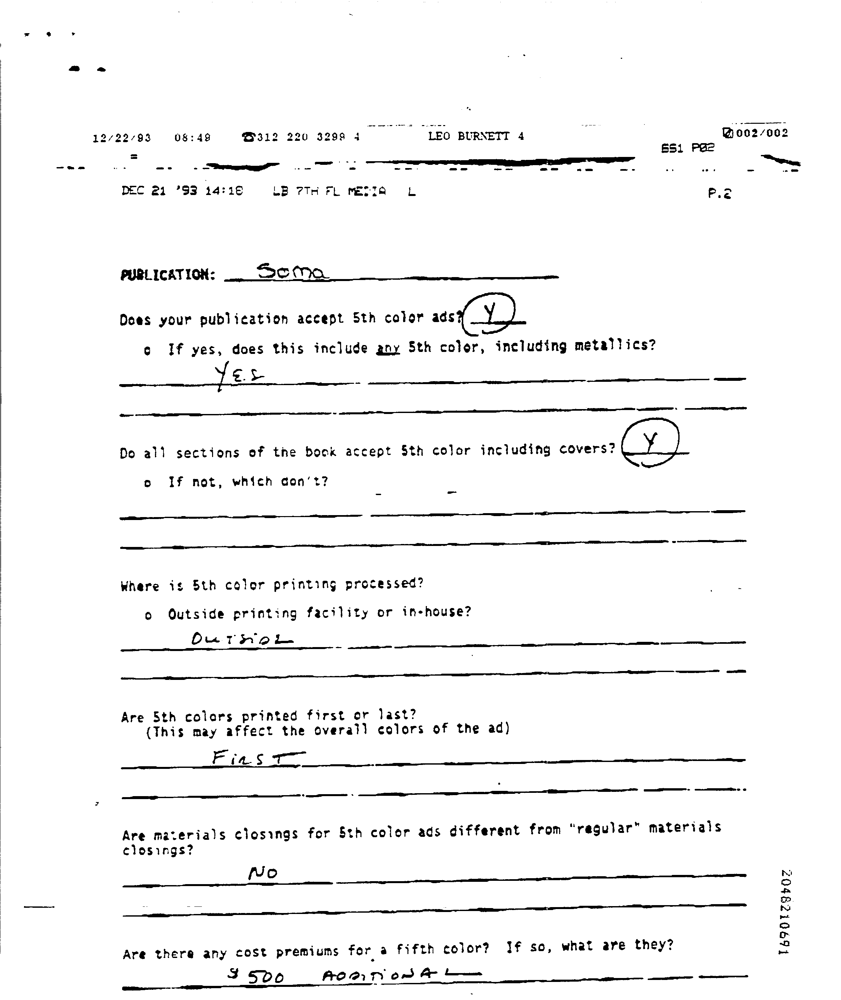 12/22/93 08:49 ☎312 220 3299 4 LEO BURNETT 4 002/002
551 P02
DEC 21 '93 14:18 LB 7TH FL MEDIA L P.2
PUBLICATION: Soma
Does your publication accept 5th color ads? Y
o If yes, does this include any 5th color, including metallics?
YES
Do all sections of the book accept 5th color including covers? Y
o If not, which don't?
Where is 5th color printing processed?
o Outside printing facility or in-house?
OUTSIDE
Are 5th colors printed first or last?
(This may affect the overall colors of the ad)
FIRST
Are materials closings for 5th color ads different from "regular" materials
closings?
NO
Are there any cost premiums for a fifth color? If so, what are they?
$500 ADDITIONAL
2048210691